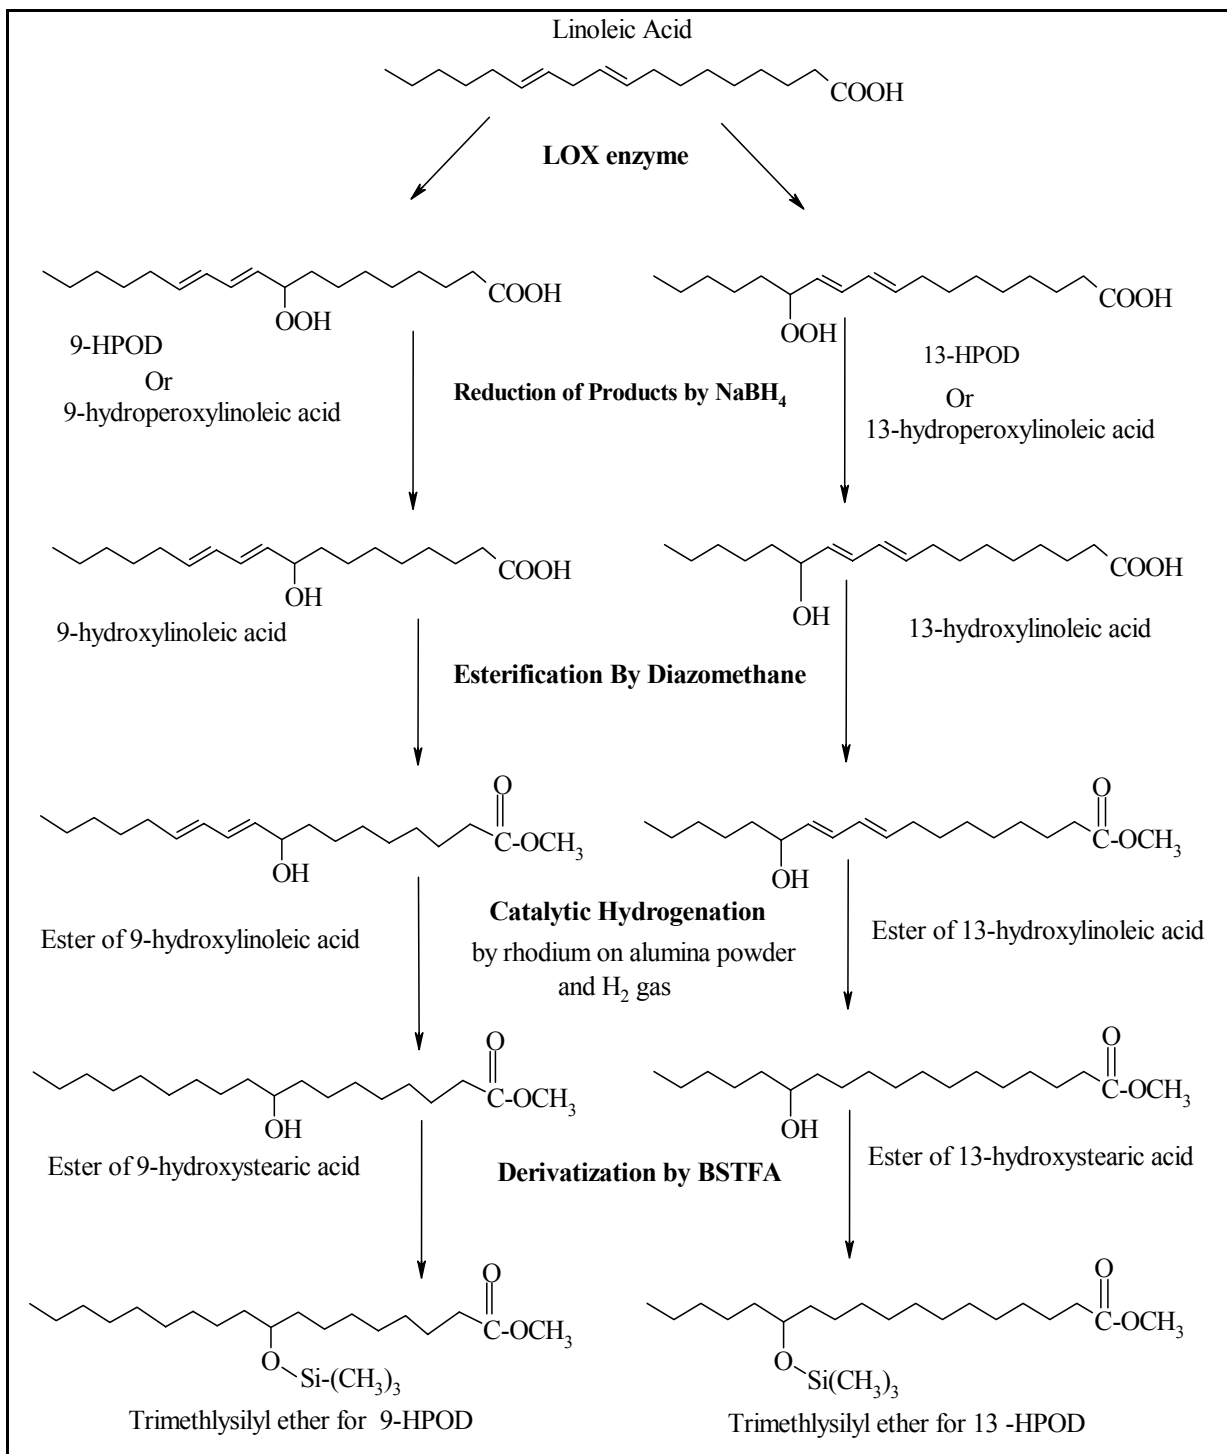 Linoleic Acid
COOH
LOX enzyme
COOH
OOH
COOH
OOH
9-HPOD
Or
9-hydroperoxylinoleic acid
Reduction of Products by NaBH4
13-HPOD
Or
13-hydroperoxylinoleic acid
COOH
OH
COOH
OH
9-hydroxylinoleic acid
13-hydroxylinoleic acid
Esterification By Diazomethane
O
C-OCH3
OH
O
C-OCH3
OH
Ester of 9-hydroxylinoleic acid
Catalytic Hydrogenation
by rhodium on alumina powder
and H2 gas
Ester of 13-hydroxylinoleic acid
O
C-OCH3
OH
O
C-OCH3
OH
Ester of 9-hydroxystearic acid
Derivatization by BSTFA
Ester of 13-hydroxystearic acid
O
C-OCH3
O
Si-(CH3)3
O
C-OCH3
O
Si(CH3)3
Trimethlysilyl ether for 9-HPOD
Trimethlysilyl ether for 13 -HPOD